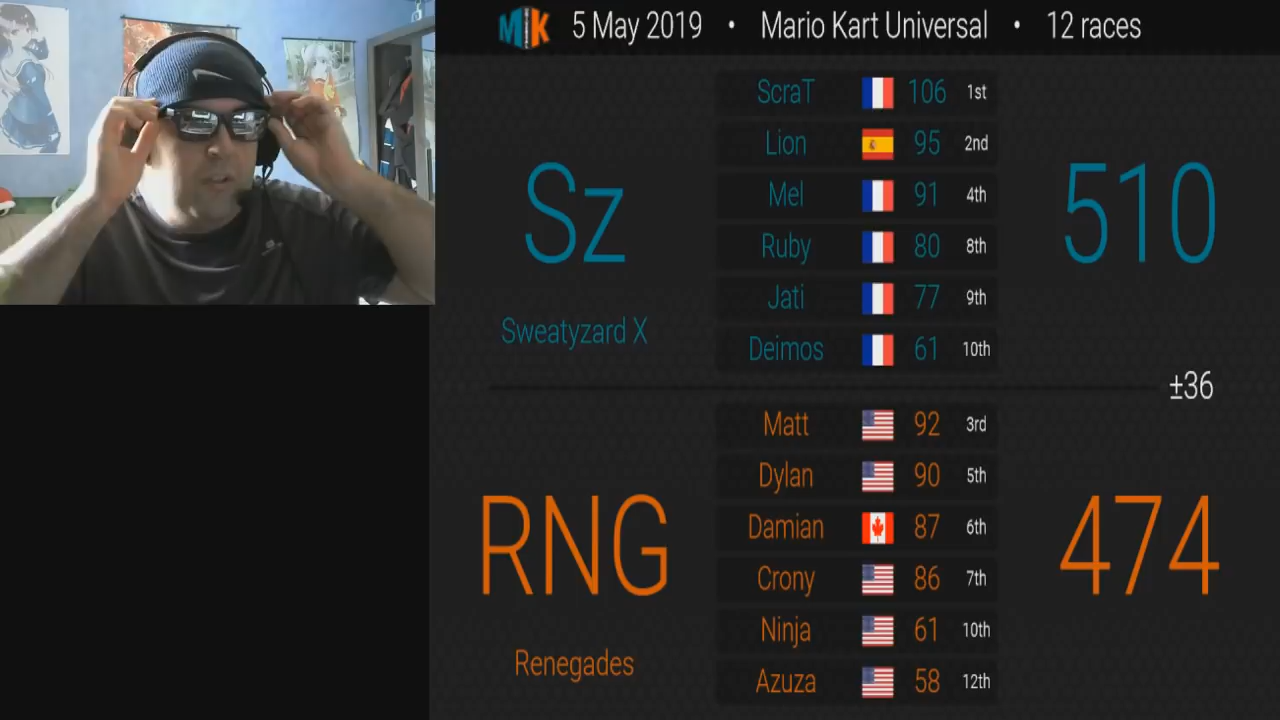 MK 5 May 2019 • Mario Kart Universal • 12 races
Sz
Sweatyzard X
ScraT 106 1st
Lion 95 2nd
Mel 91 4th
Ruby 80 8th
Jati 77 9th
Deimos 61 10th
510
±36
RNG
Renegades
Matt 92 3rd
Dylan 90 5th
Damian 87 6th
Crony 86 7th
Ninja 61 10th
Azuza 58 12th
474